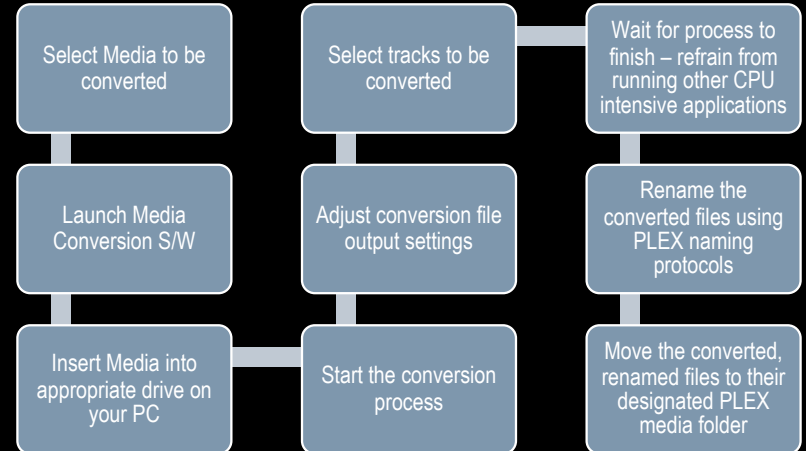 Select Media to be
converted
Launch Media
Conversion S/W
Insert Media into
appropriate drive on
your PC
Start the conversion
process
Adjust conversion file
output settings
Select tracks to be
converted
Wait for process to
finish – refrain from
running other CPU
intensive applications
Rename the
converted files using
PLEX naming
protocols
Move the converted,
renamed files to their
designated PLEX
media folder